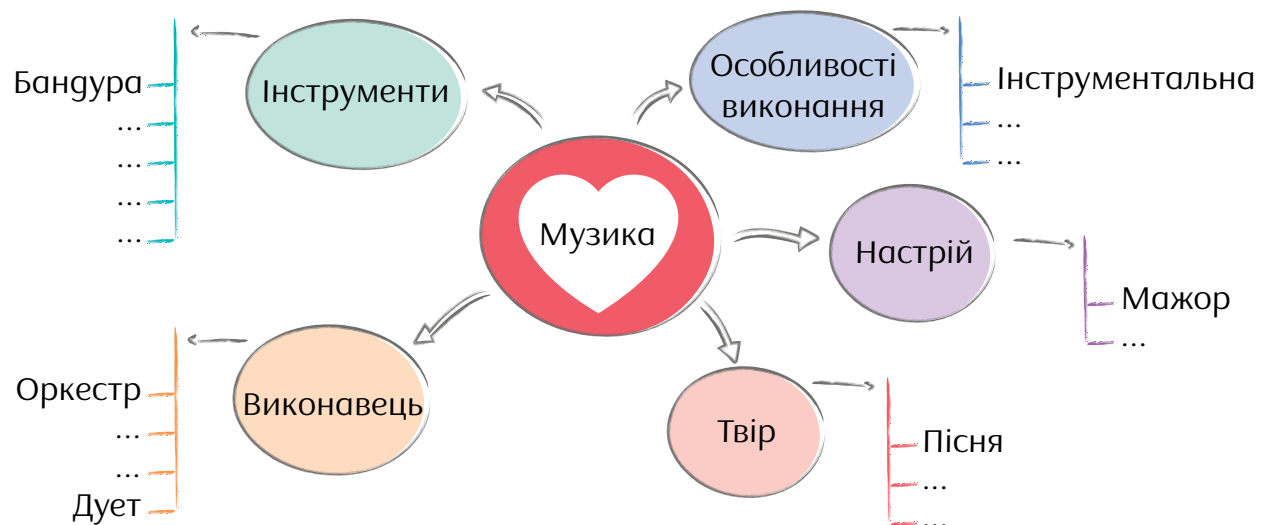 Інструменти
Бандура
...
...
...
...
Особливості
виконання
Інструментальна
...
...
Музика
Настрій
Мажор
...
Виконавець
Оркестр
...
...
Дует
Твір
Пісня
...
...